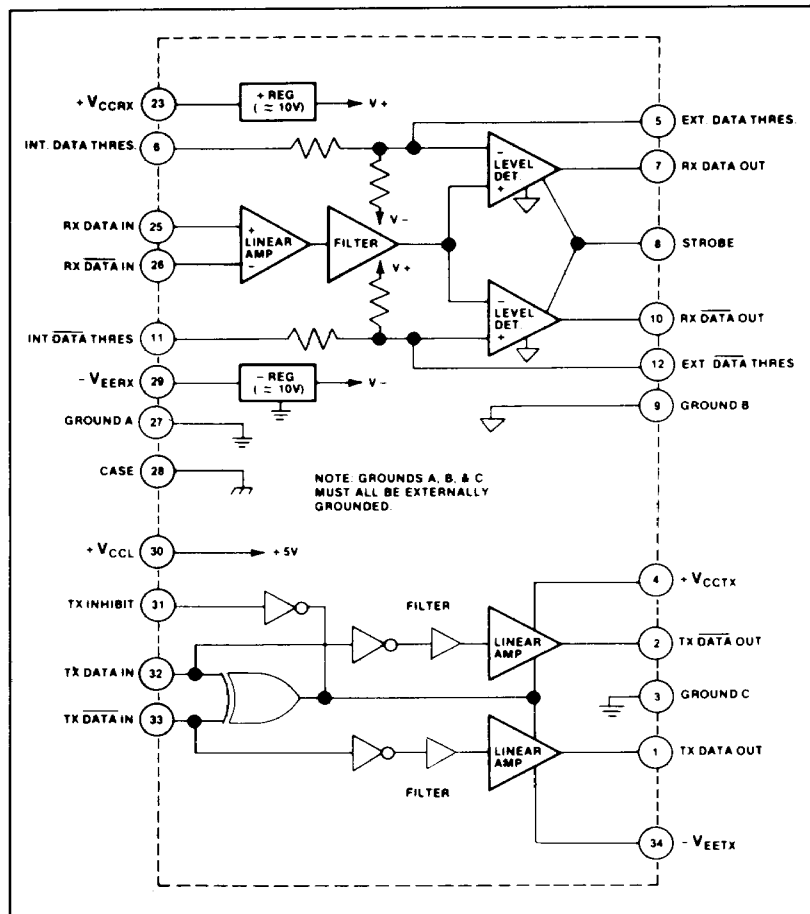 +VCCRX 23
+ REG
(≈ 10V)
V+
INT. DATA THRES. 6
5 EXT. DATA THRES.
−
LEVEL
DET.
+
7 RX DATA OUT
V−
RX DATA IN 25
+
LINEAR
AMP
−
FILTER
8 STROBE
RX DATA IN 26
V+
−
LEVEL
DET.
+
10 RX DATA OUT
INT DATA THRES 11
12 EXT DATA THRES
− VEERX 29
− REG
(≈ 10V)
V−
9 GROUND B
GROUND A 27
CASE 28
NOTE: GROUNDS A, B, & C
MUST ALL BE EXTERNALLY
GROUNDED.
+ VCCL 30
+5V
4 + VCCTX
TX INHIBIT 31
FILTER
LINEAR
AMP
2 TX DATA OUT
TX DATA IN 32
3 GROUND C
TX DATA IN 33
LINEAR
AMP
1 TX DATA OUT
FILTER
34 − VEETX